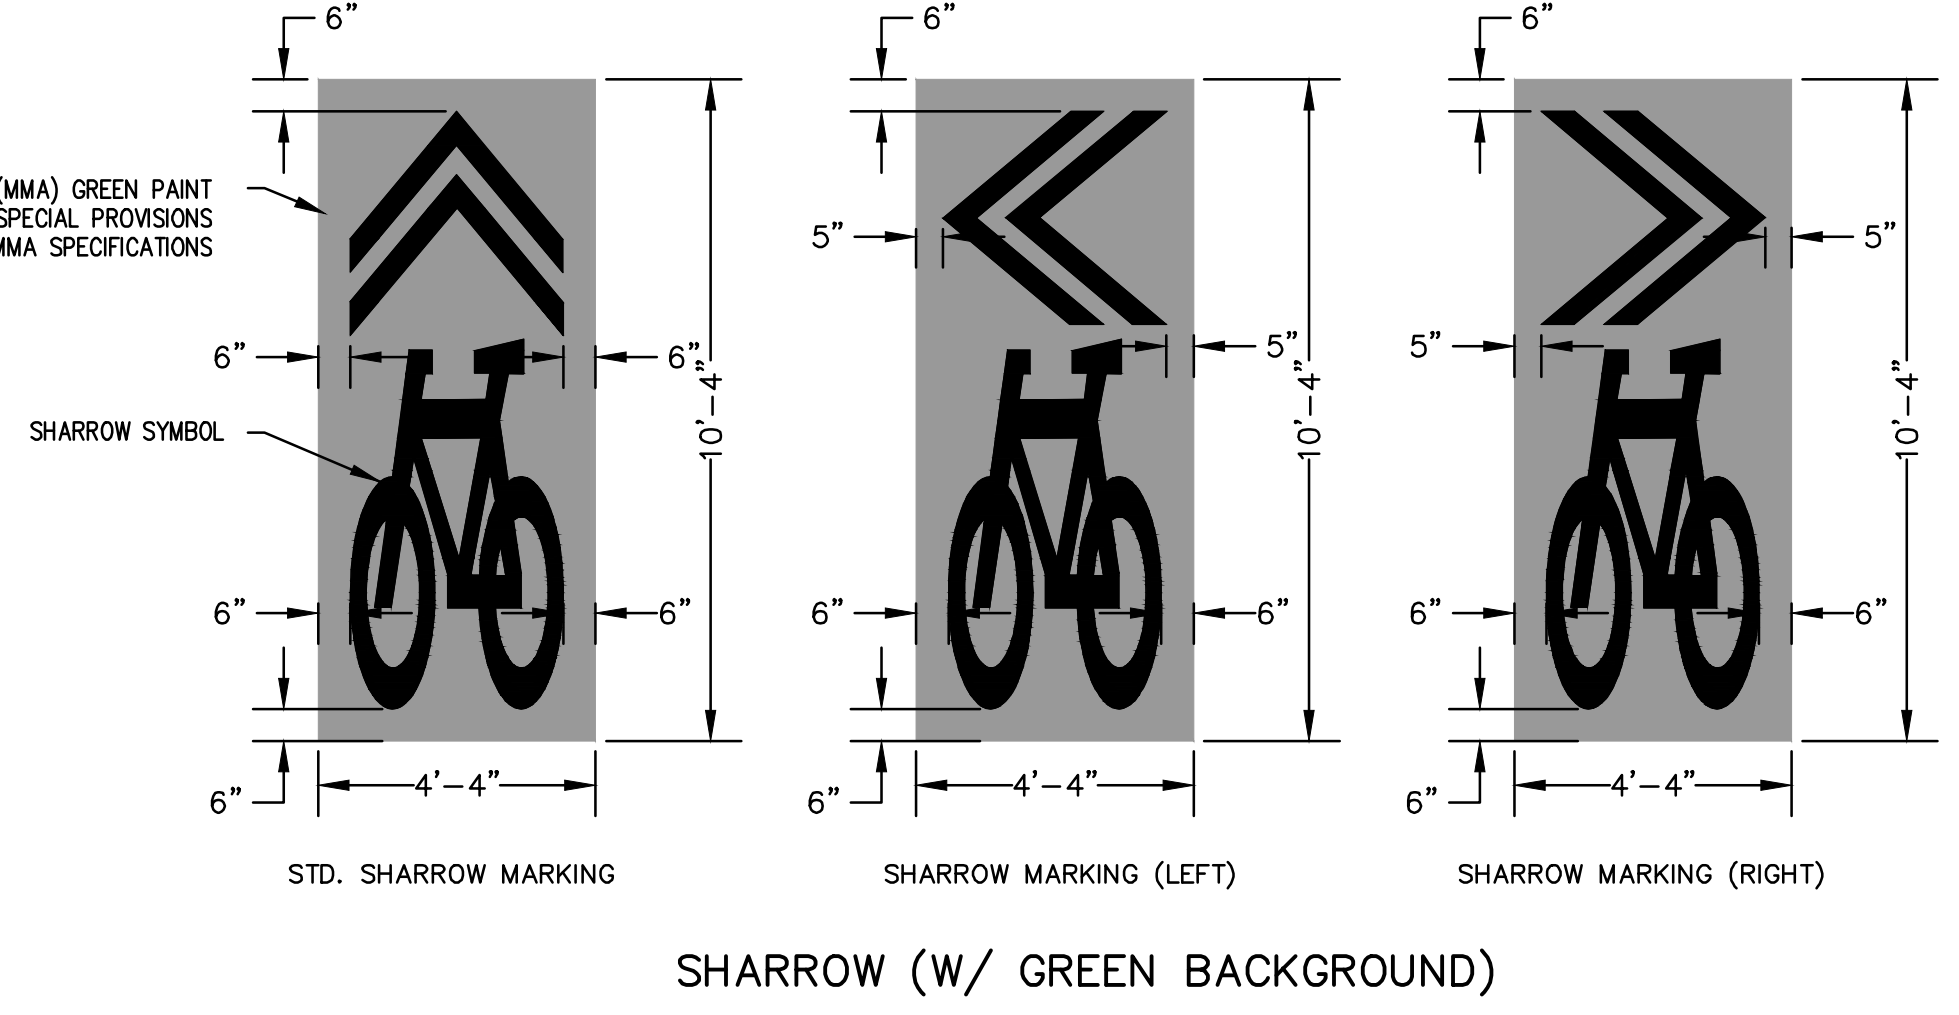 6" 6" 6"
(MMA) GREEN PAINT
SPECIAL PROVISIONS
MMA SPECIFICATIONS
5" 5"
6" 6" 5" 5"
10'-4" 10'-4" 10'-4"
SHARROW SYMBOL
6" 6" 6" 6" 6" 6"
6" 4'-4" 6" 4'-4" 6" 4'-4"
STD. SHARROW MARKING
SHARROW MARKING (LEFT)
SHARROW MARKING (RIGHT)
SHARROW (W/ GREEN BACKGROUND)